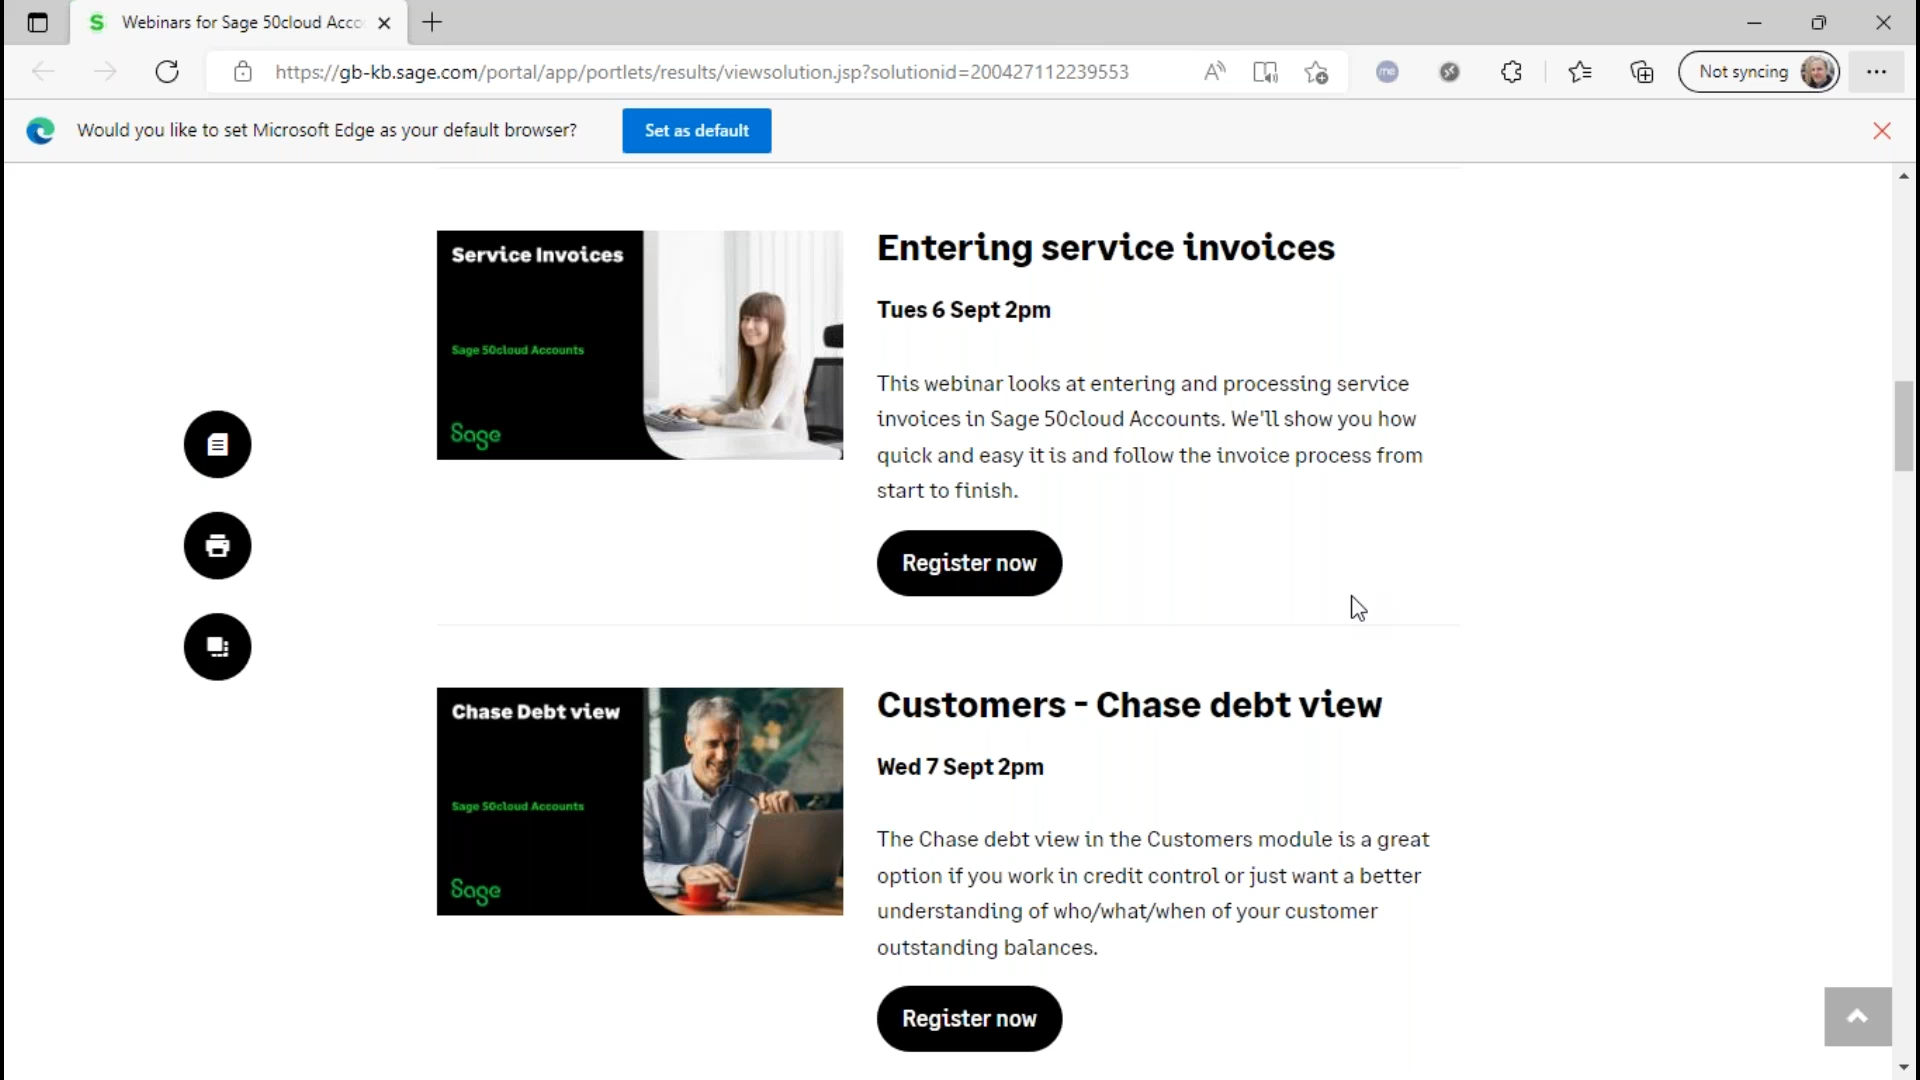 Webinars for Sage 50cloud Acco
https://gb-kb.sage.com/portal/app/portlets/results/viewsolution.jsp?solutionid=200427112239553
me
Not syncing
Would you like to set Microsoft Edge as your default browser?
Set as default
Service Invoices
Sage 50cloud Accounts
Sage
Entering service invoices
Tues 6 Sept 2pm
This webinar looks at entering and processing service
invoices in Sage 50cloud Accounts. We'll show you how
quick and easy it is and follow the invoice process from
start to finish.
Register now
Chase Debt view
Sage 50cloud Accounts
Sage
Customers - Chase debt view
Wed 7 Sept 2pm
The Chase debt view in the Customers module is a great
option if you work in credit control or just want a better
understanding of who/what/when of your customer
outstanding balances.
Register now